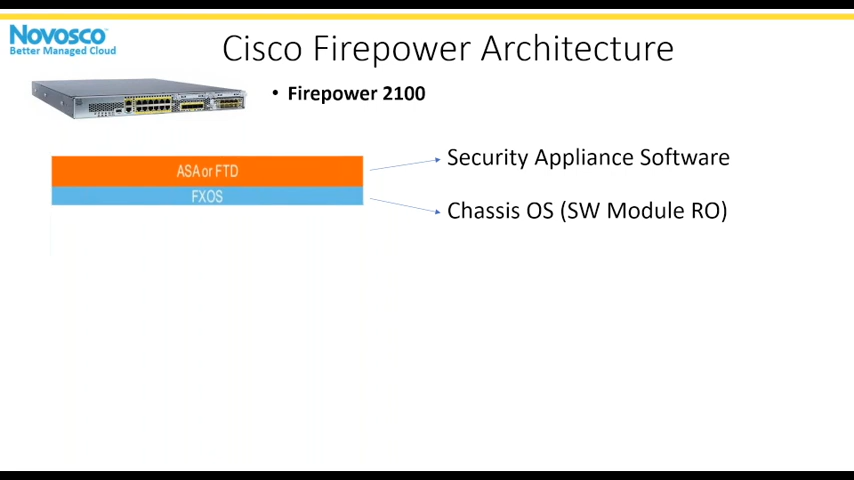 Novosco
Better Managed Cloud
Cisco Firepower Architecture
• Firepower 2100
ASA or FTD
FXOS
Security Appliance Software
Chassis OS (SW Module RO)